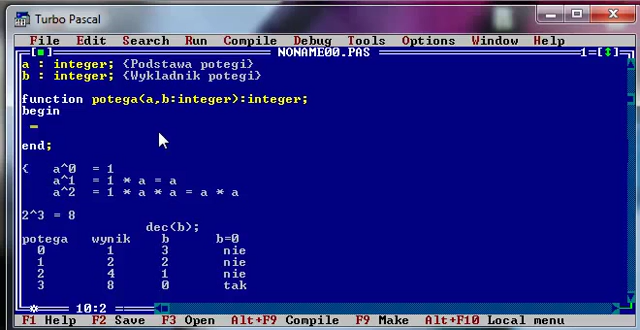 Turbo Pascal
File Edit Search Run Compile Debug Tools Options Window Help
NONAME00.PAS 1=[↕]
a : integer; {Podstawa potegi}
b : integer; {Wykladnik potegi}
function potega(a,b:integer):integer;
begin
end;
{ a^0 = 1
a^1 = 1 * a = a
a^2 = 1 * a * a = a * a
2^3 = 8
dec(b);
potega wynik b b=0
0 1 3 nie
1 2 2 nie
2 4 1 nie
3 8 0 tak
10:2
F1 Help F2 Save F3 Open Alt+F9 Compile F9 Make Alt+F10 Local menu